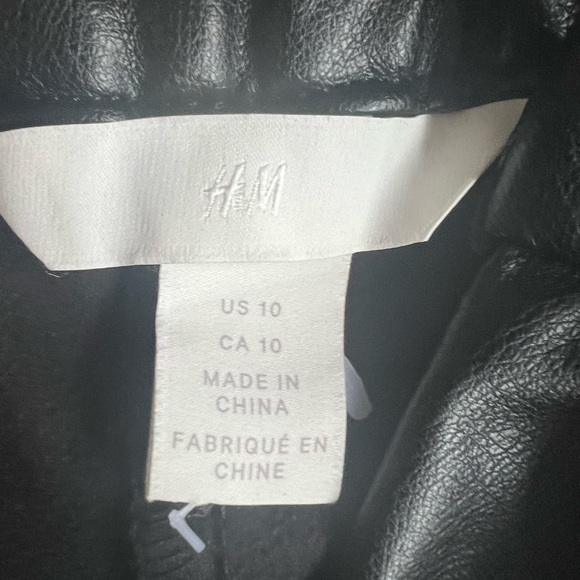 H&M
US 10
CA 10
MADE IN
CHINA
FABRIQUÉ EN
CHINE